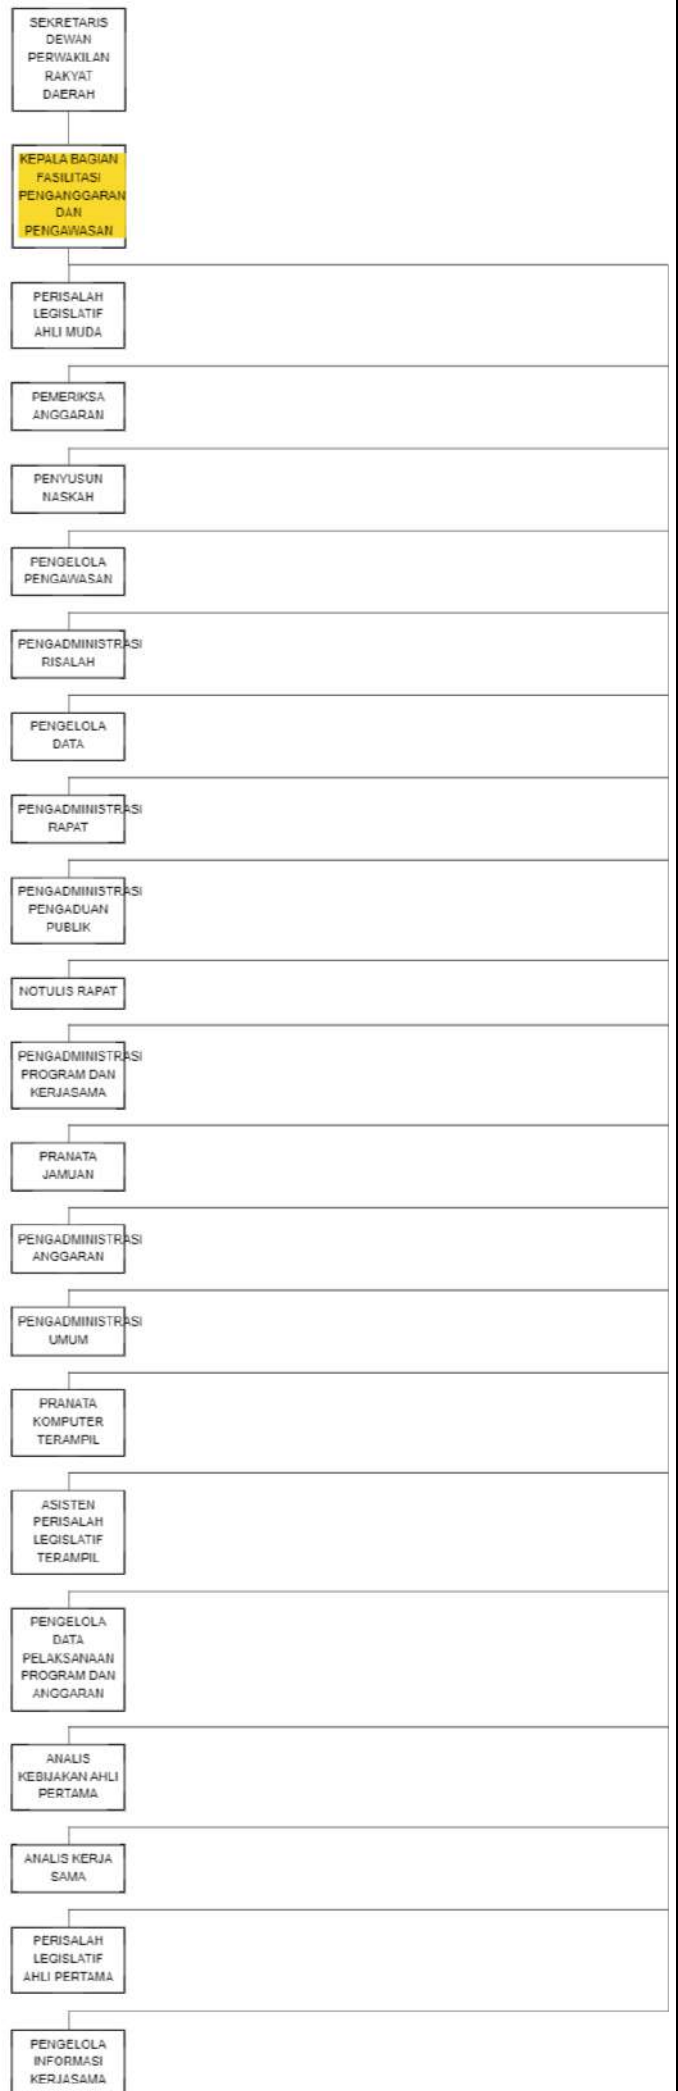 SEKRETARIS
DEWAN
PERWAKILAN
RAKYAT
DAERAH
KEPALA BAGIAN
FASILITASI
PENGANGGARAN
DAN
PENGAWASAN
PERISALAH
LEGISLATIF
AHLI MUDA
PEMERIKSA
ANGGARAN
PENYUSUN
NASKAH
PENGELOLA
PENGAWASAN
PENGADMINISTRASI
RISALAH
PENGELOLA
DATA
PENGADMINISTRASI
RAPAT
PENGADMINISTRASI
PENGADUAN
PUBLIK
NOTULIS RAPAT
PENGADMINISTRASI
PROGRAM DAN
KERJASAMA
PRANATA
JAMUAN
PENGADMINISTRASI
ANGGARAN
PENGADMINISTRASI
UMUM
PRANATA
KOMPUTER
TERAMPIL
ASISTEN
PERISALAH
LEGISLATIF
TERAMPIL
PENGELOLA
DATA
PELAKSANAAN
PROGRAM DAN
ANGGARAN
ANALIS
KEBIJAKAN AHLI
PERTAMA
ANALIS KERJA
SAMA
PERISALAH
LEGISLATIF
AHLI PERTAMA
PENGELOLA
INFORMASI
KERJASAMA